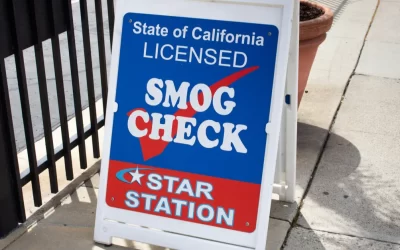 State of California
LICENSED
SMOG
CHECK
STAR
STATION